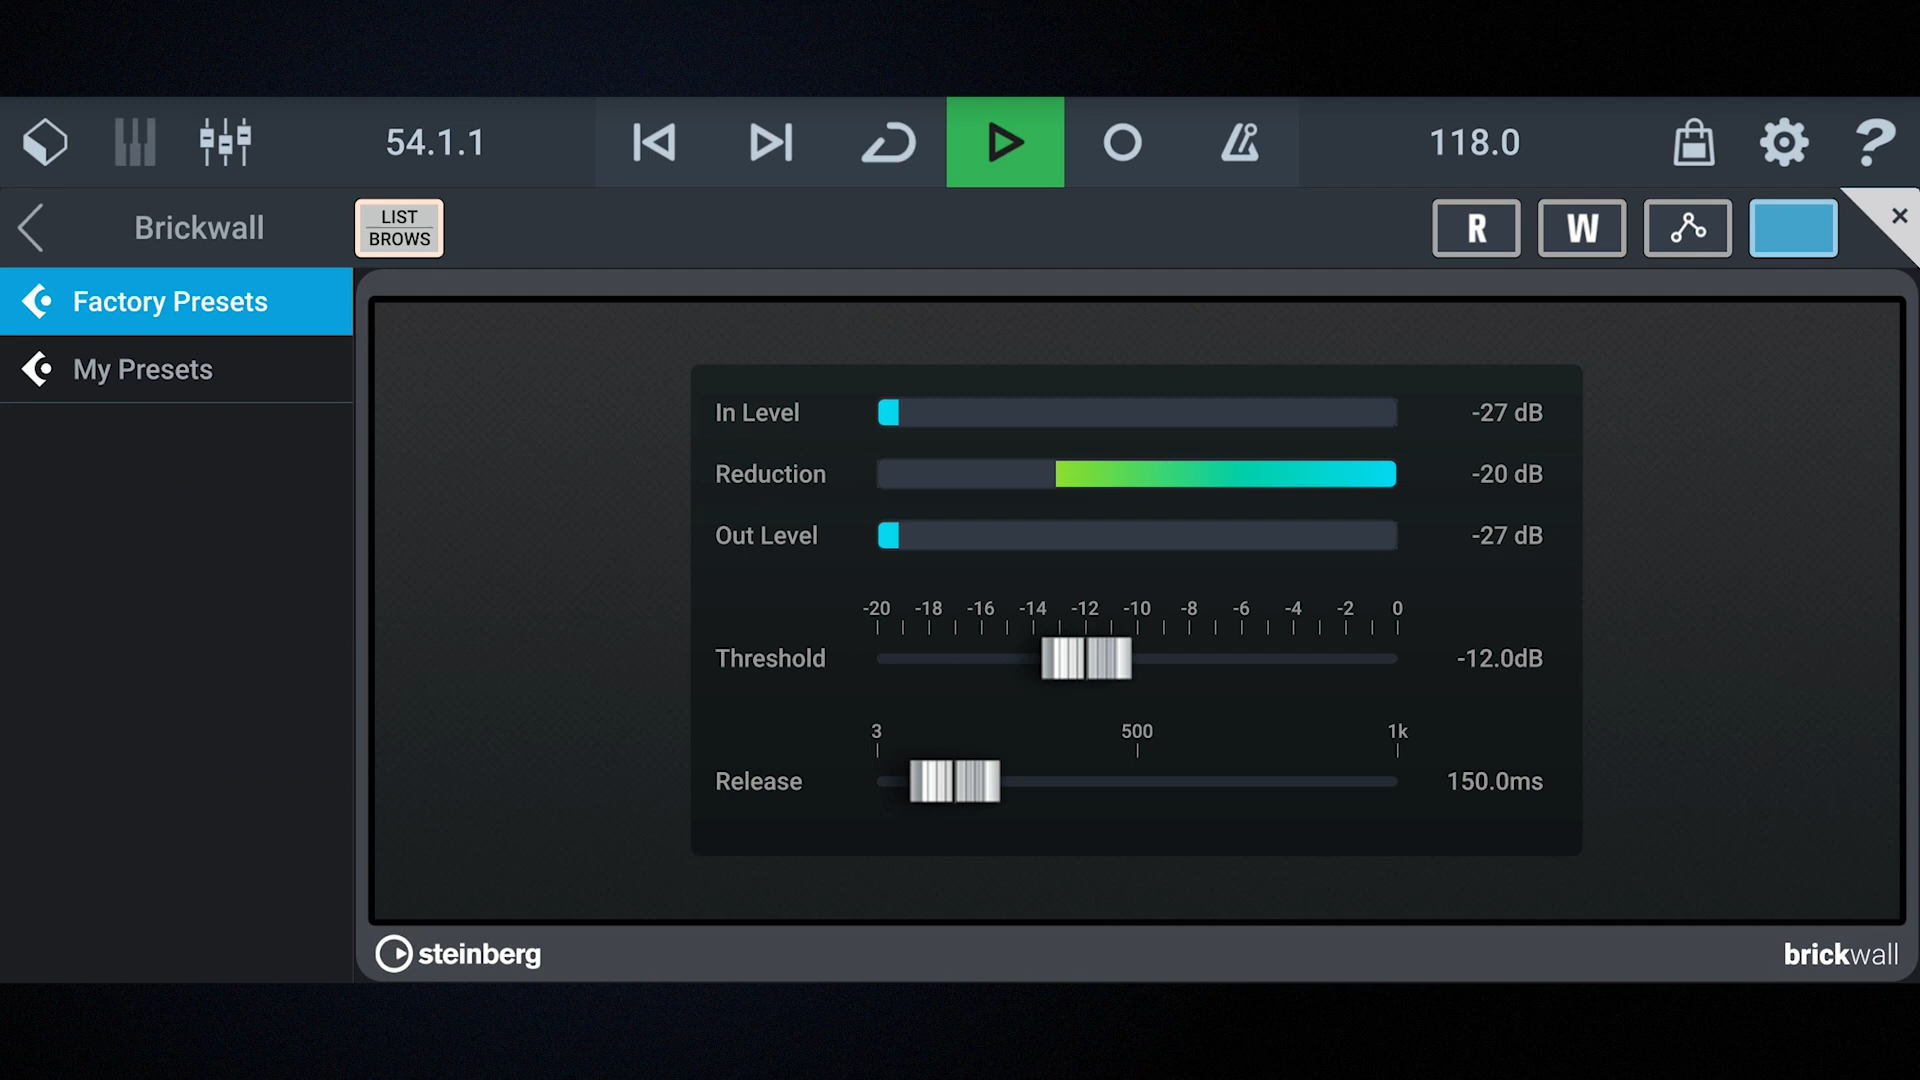 54.1.1
118.0
Brickwall
LIST
BROWS
R
W
Factory Presets
My Presets
In Level
-27 dB
Reduction
-20 dB
Out Level
-27 dB
-20 -18 -16 -14 -12 -10 -8 -6 -4 -2 0
Threshold
-12.0dB
3 500 1k
Release
150.0ms
steinberg
brickwall